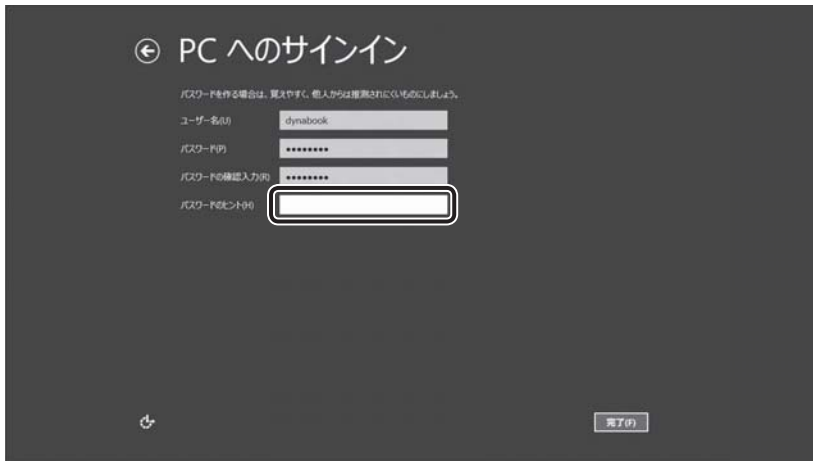 PC へのサインイン
パスワードを作る場合は、覚えやすく、他人からは推測されにくいものにしましょう。
ユーザー名(U)
dynabook
パスワード(P)
••••••••
パスワードの確認入力(R)
••••••••
パスワードのヒント(H)
完了(F)